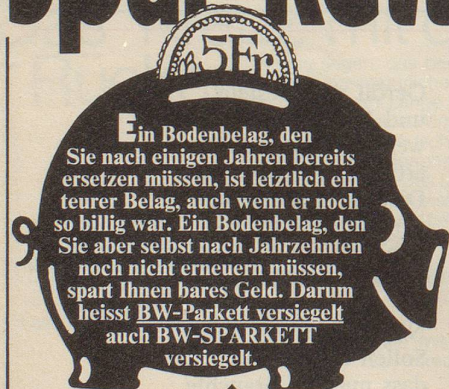 5Fr
Ein Bodenbelag, den
Sie nach einigen Jahren bereits
ersetzen müssen, ist letztlich ein
teurer Belag, auch wenn er noch
so billig war. Ein Bodenbelag, den
Sie aber selbst nach Jahrzehnten
noch nicht erneuern müssen,
spart Ihnen bares Geld. Darum
heisst BW-Parkett versiegelt
auch BW-SPARKETT
versiegelt.